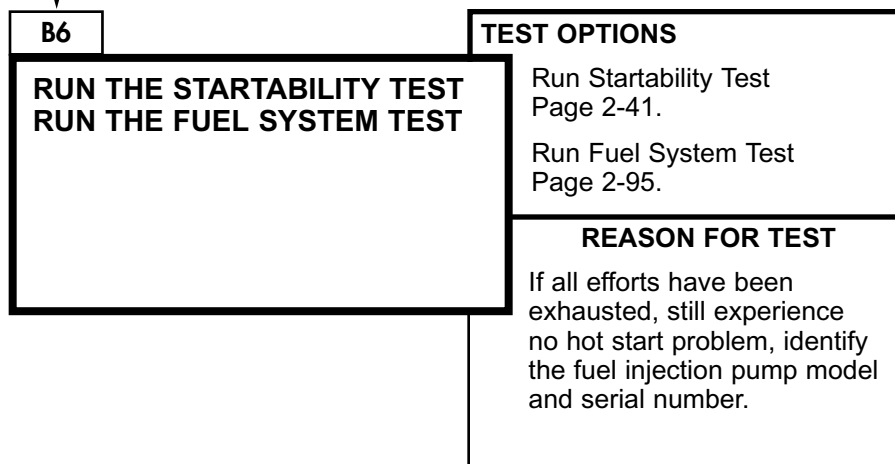 B6
RUN THE STARTABILITY TEST
RUN THE FUEL SYSTEM TEST
TEST OPTIONS
Run Startability Test
Page 2-41.
Run Fuel System Test
Page 2-95.
REASON FOR TEST
If all efforts have been
exhausted, still experience
no hot start problem, identify
the fuel injection pump model
and serial number.